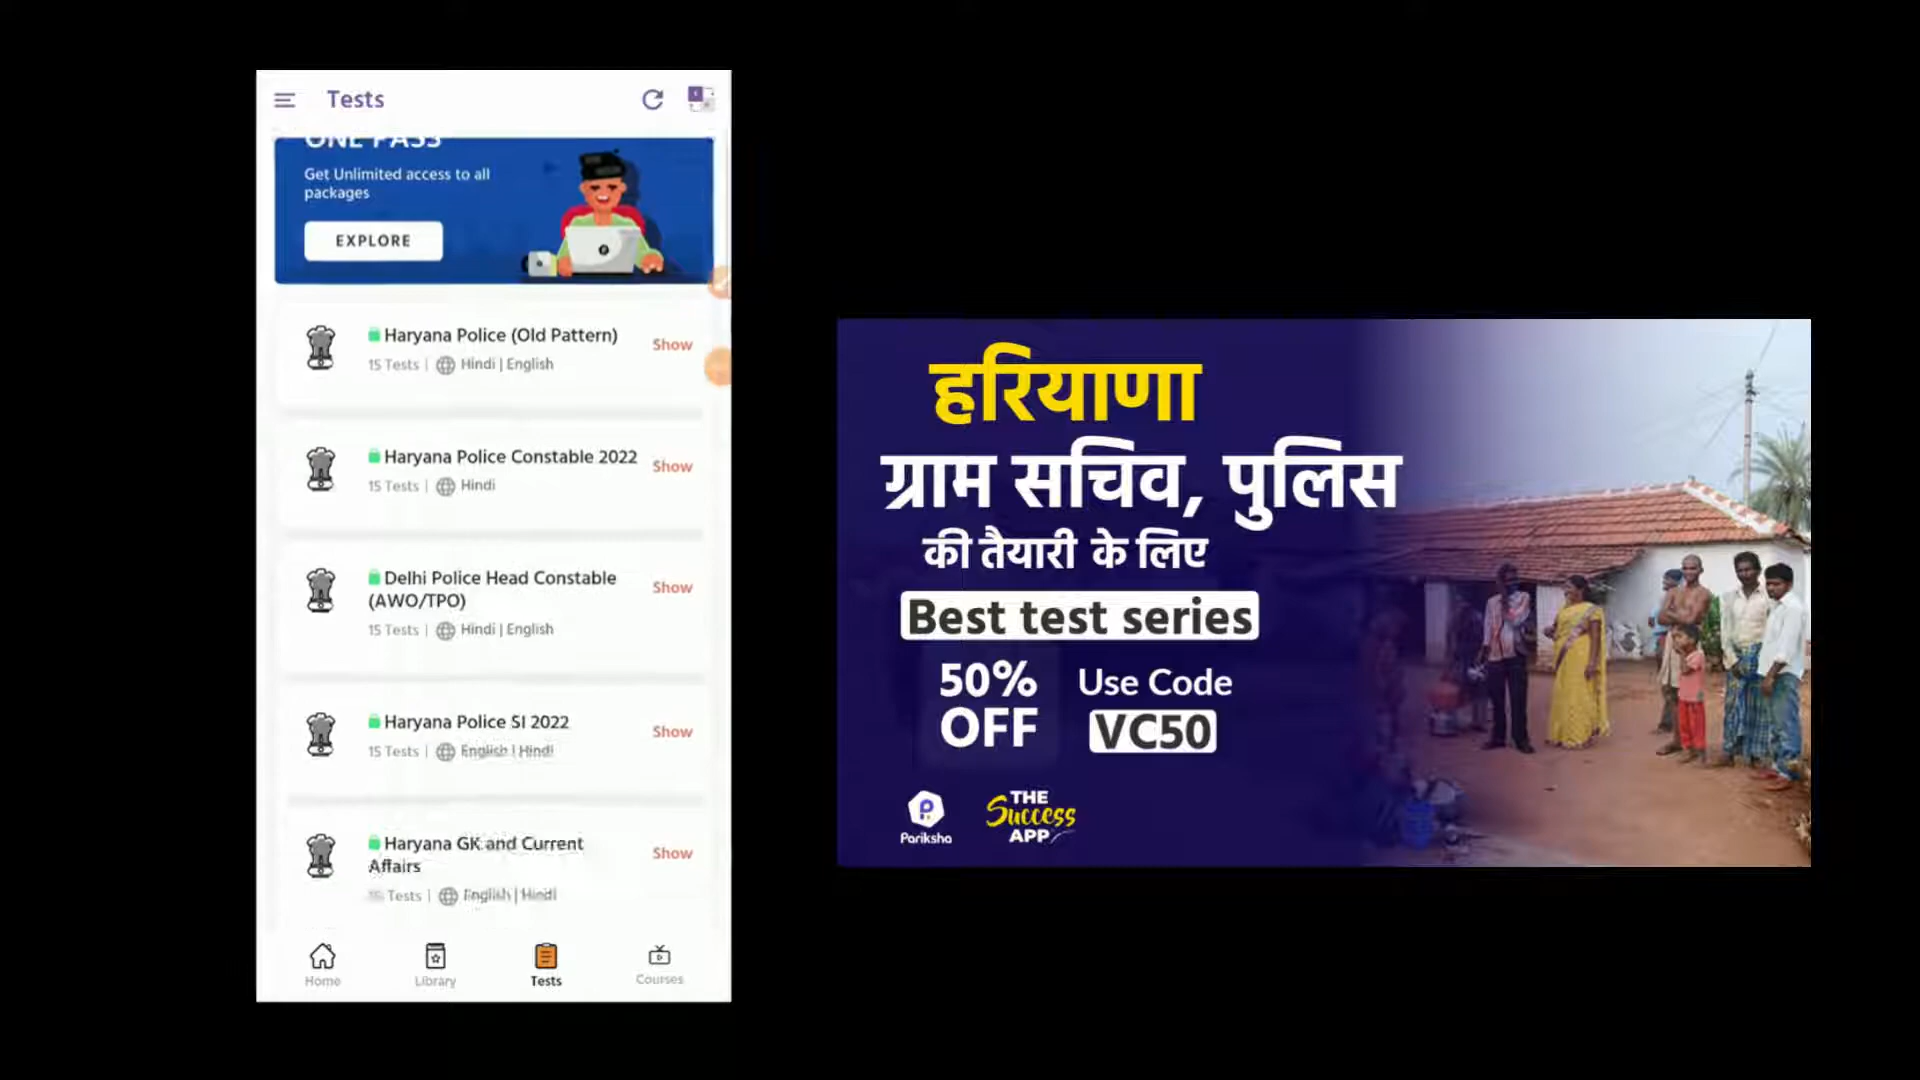 Tests
ONE PASS
Get Unlimited access to all
packages
EXPLORE
Haryana Police (Old Pattern)
Show
15 Tests | Hindi | English
Haryana Police Constable 2022
Show
15 Tests | Hindi
Delhi Police Head Constable
(AWO/TPO)
Show
15 Tests | Hindi | English
Haryana Police SI 2022
Show
15 Tests | English | Hindi
Haryana GK and Current
Affairs
Show
Tests | English | Hindi
Home
Library
Tests
Courses
हरियाणा
ग्राम सचिव, पुलिस
की तैयारी के लिए
Best test series
50%
OFF
Use Code
VC50
Pariksha
THE
Success
APP